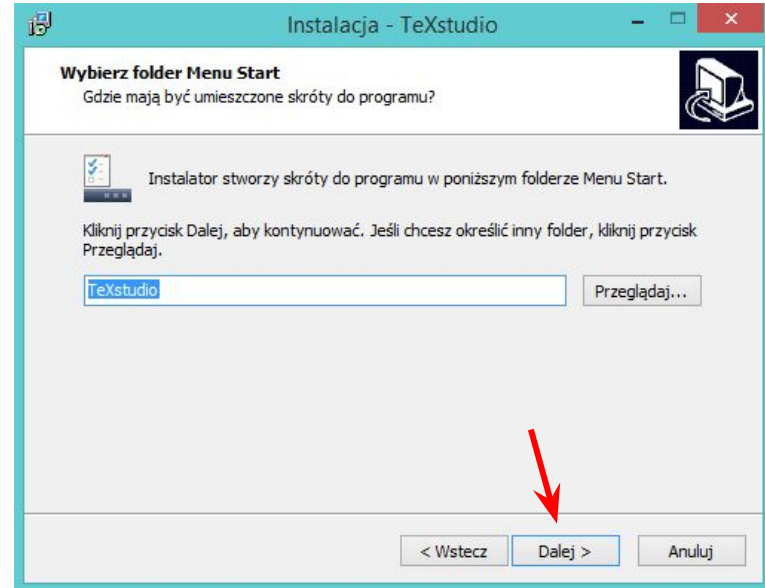 Instalacja - TeXstudio
Wybierz folder Menu Start
Gdzie mają być umieszczone skróty do programu?
Instalator stworzy skróty do programu w poniższym folderze Menu Start.
Kliknij przycisk Dalej, aby kontynuować. Jeśli chcesz określić inny folder, kliknij przycisk
Przeglądaj.
TeXstudio
Przeglądaj...
< Wstecz
Dalej >
Anuluj